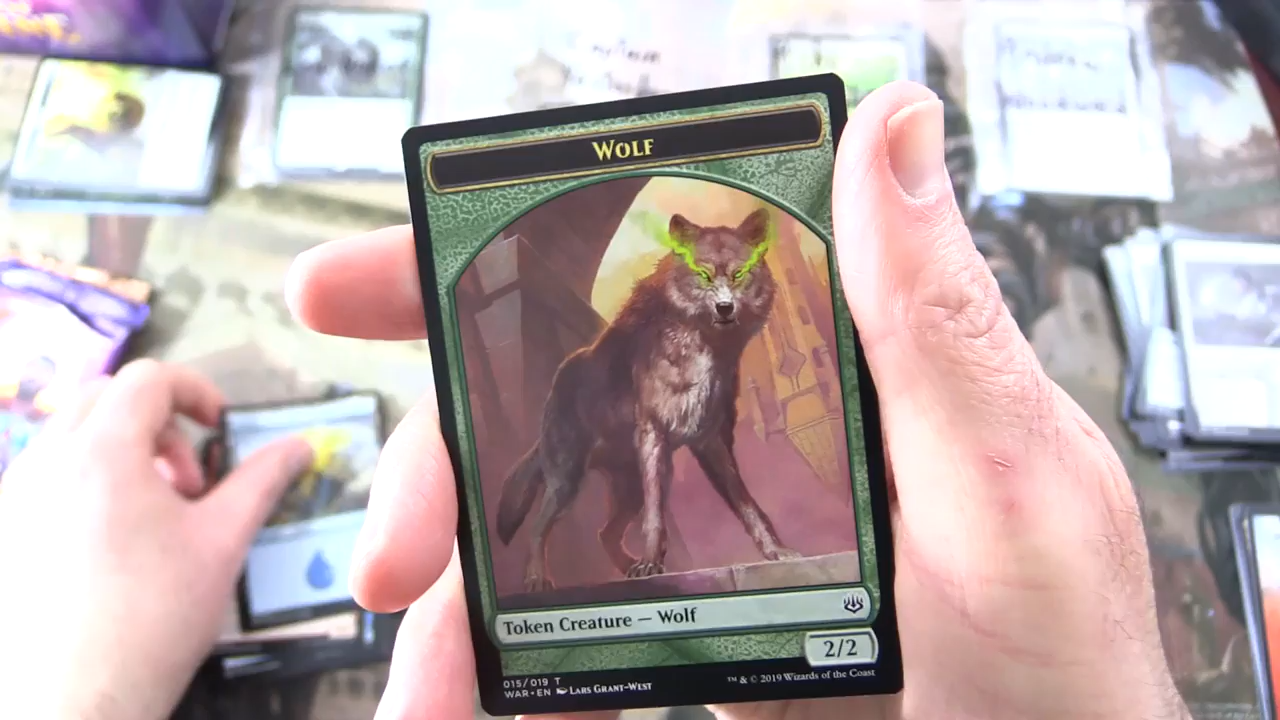 Wolf
Token Creature — Wolf
2/2
015/019 T
WAR • EN Lars Grant-West
™ & © 2019 Wizards of the Coast